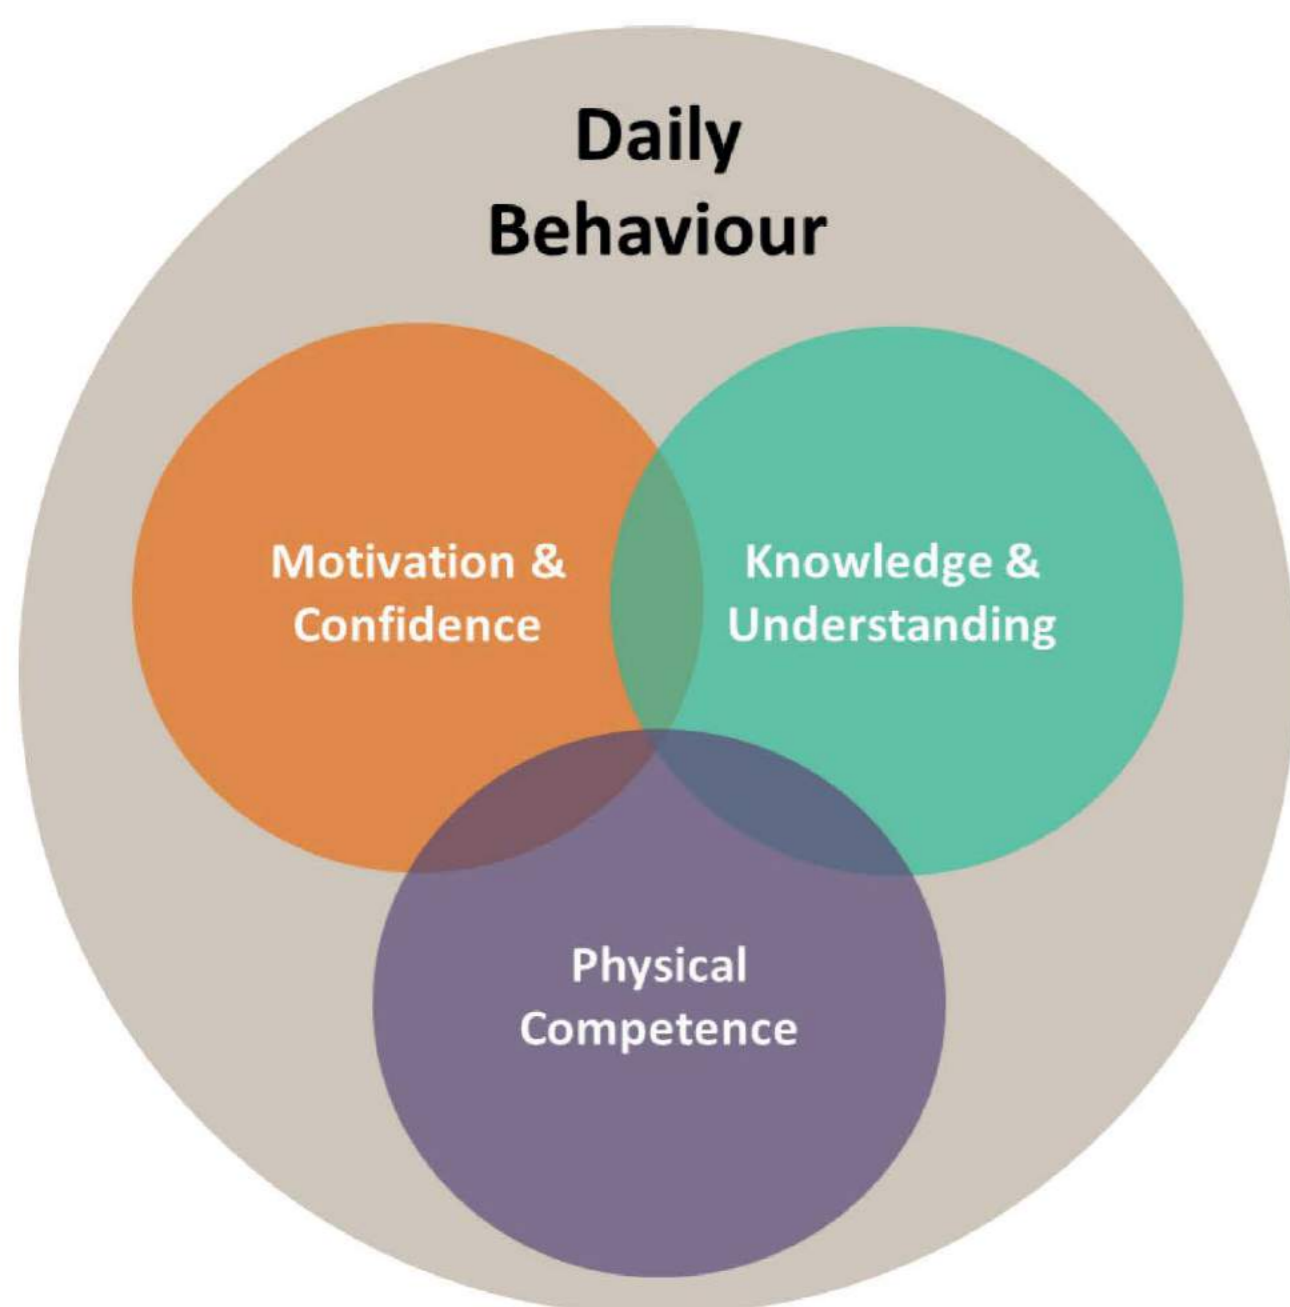 Daily
Behaviour
Motivation &
Confidence
Knowledge &
Understanding
Physical
Competence